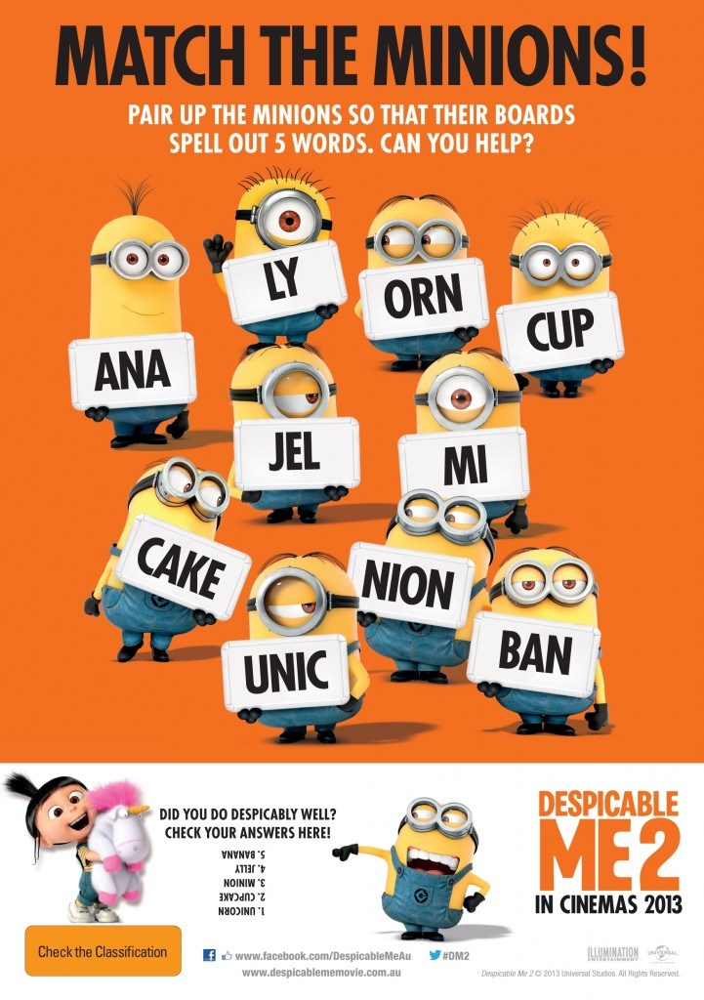 MATCH THE MINIONS!
PAIR UP THE MINIONS SO THAT THEIR BOARDS
SPELL OUT 5 WORDS. CAN YOU HELP?
ANA
LY
ORN
CUP
JEL
MI
CAKE
NION
UNIC
BAN
DID YOU DO DESPICABLY WELL?
CHECK YOUR ANSWERS HERE!
1. UNICORN
2. CUPCAKE
3. MINION
4. JELLY
5. BANANA
DESPICABLE
ME 2
IN CINEMAS 2013
Check the Classification
www.facebook.com/DespicableMeAu
#DM2
www.despicablememovie.com.au
ILLUMINATION
ENTERTAINMENT
UNIVERSAL
Despicable Me 2 © 2013 Universal Studios. All Rights Reserved.